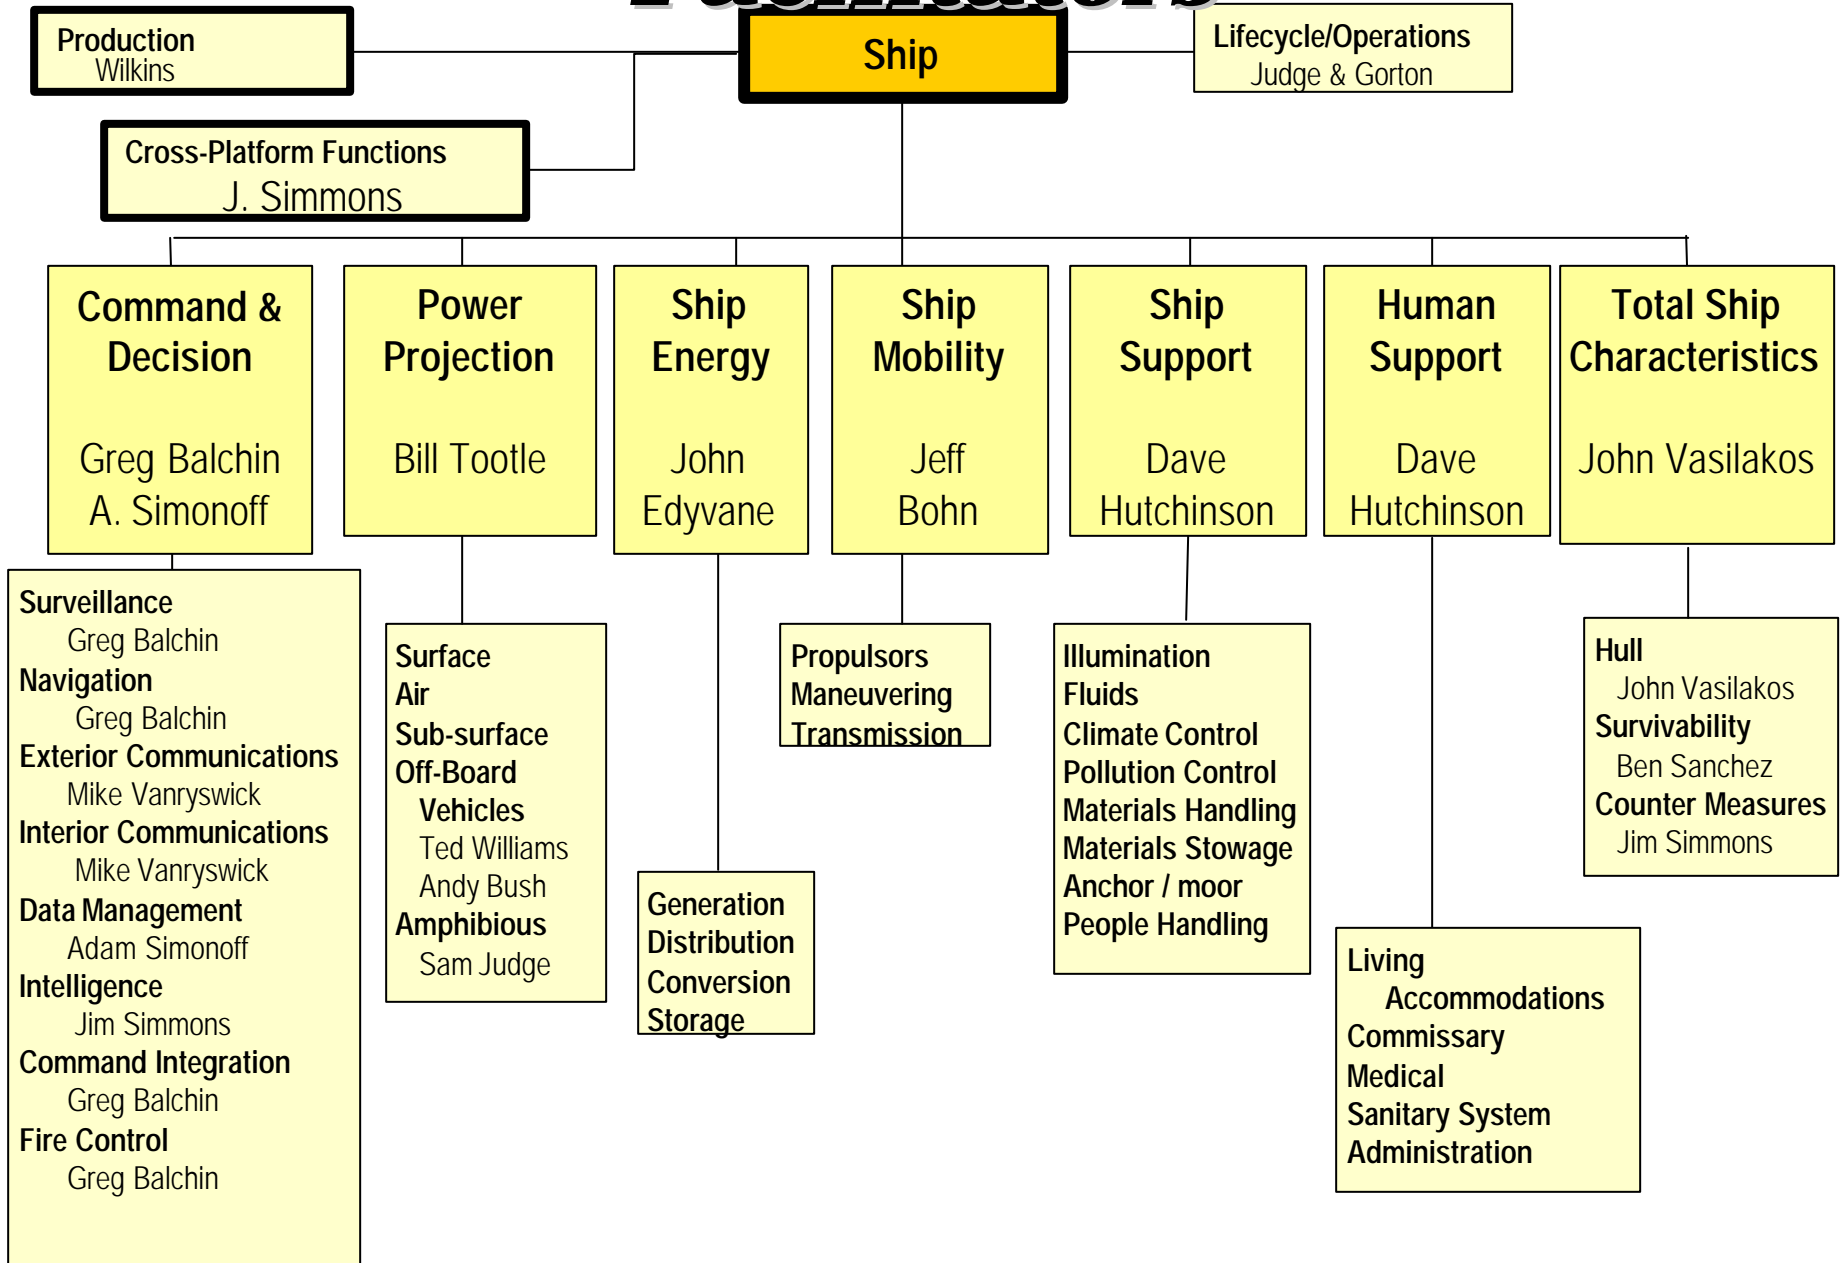 Facilitators
Ship
Production
Wilkins
Lifecycle/Operations
Judge & Gorton
Cross-Platform Functions
J. Simmons
Command &
Decision
Greg Balchin
A. Simonoff
Power
Projection
Bill Tootle
Ship
Energy
John
Edyvane
Ship
Mobility
Jeff
Bohn
Ship
Support
Dave
Hutchinson
Human
Support
Dave
Hutchinson
Total Ship
Characteristics
John Vasilakos
Surveillance
Greg Balchin
Navigation
Greg Balchin
Exterior Communications
Mike Vanryswick
Interior Communications
Mike Vanryswick
Data Management
Adam Simonoff
Intelligence
Jim Simmons
Command Integration
Greg Balchin
Fire Control
Greg Balchin
Surface
Air
Sub-surface
Off-Board
Vehicles
Ted Williams
Andy Bush
Amphibious
Sam Judge
Generation
Distribution
Conversion
Storage
Propulsors
Maneuvering
Transmission
Illumination
Fluids
Climate Control
Pollution Control
Materials Handling
Materials Stowage
Anchor / moor
People Handling
Living
Accommodations
Commissary
Medical
Sanitary System
Administration
Hull
John Vasilakos
Survivability
Ben Sanchez
Counter Measures
Jim Simmons